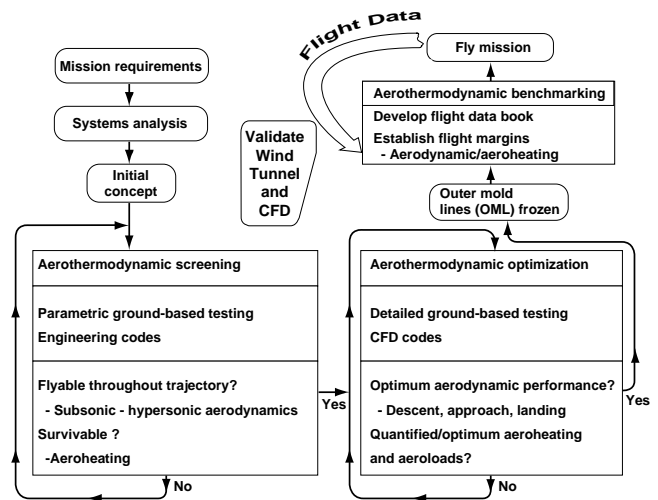 Mission requirements
Systems analysis
Initial
concept
Aerothermodynamic screening
Parametric ground-based testing
Engineering codes
Flyable throughout trajectory?
- Subsonic - hypersonic aerodynamics
Survivable ?
-Aeroheating
No
Yes
Flight Data
Validate
Wind
Tunnel
and
CFD
Fly mission
Aerothermodynamic benchmarking
Develop flight data book
Establish flight margins
- Aerodynamic/aeroheating
Outer mold
lines (OML) frozen
Aerothermodynamic optimization
Detailed ground-based testing
CFD codes
Optimum aerodynamic performance?
- Descent, approach, landing
Quantified/optimum aeroheating
and aeroloads?
No
Yes